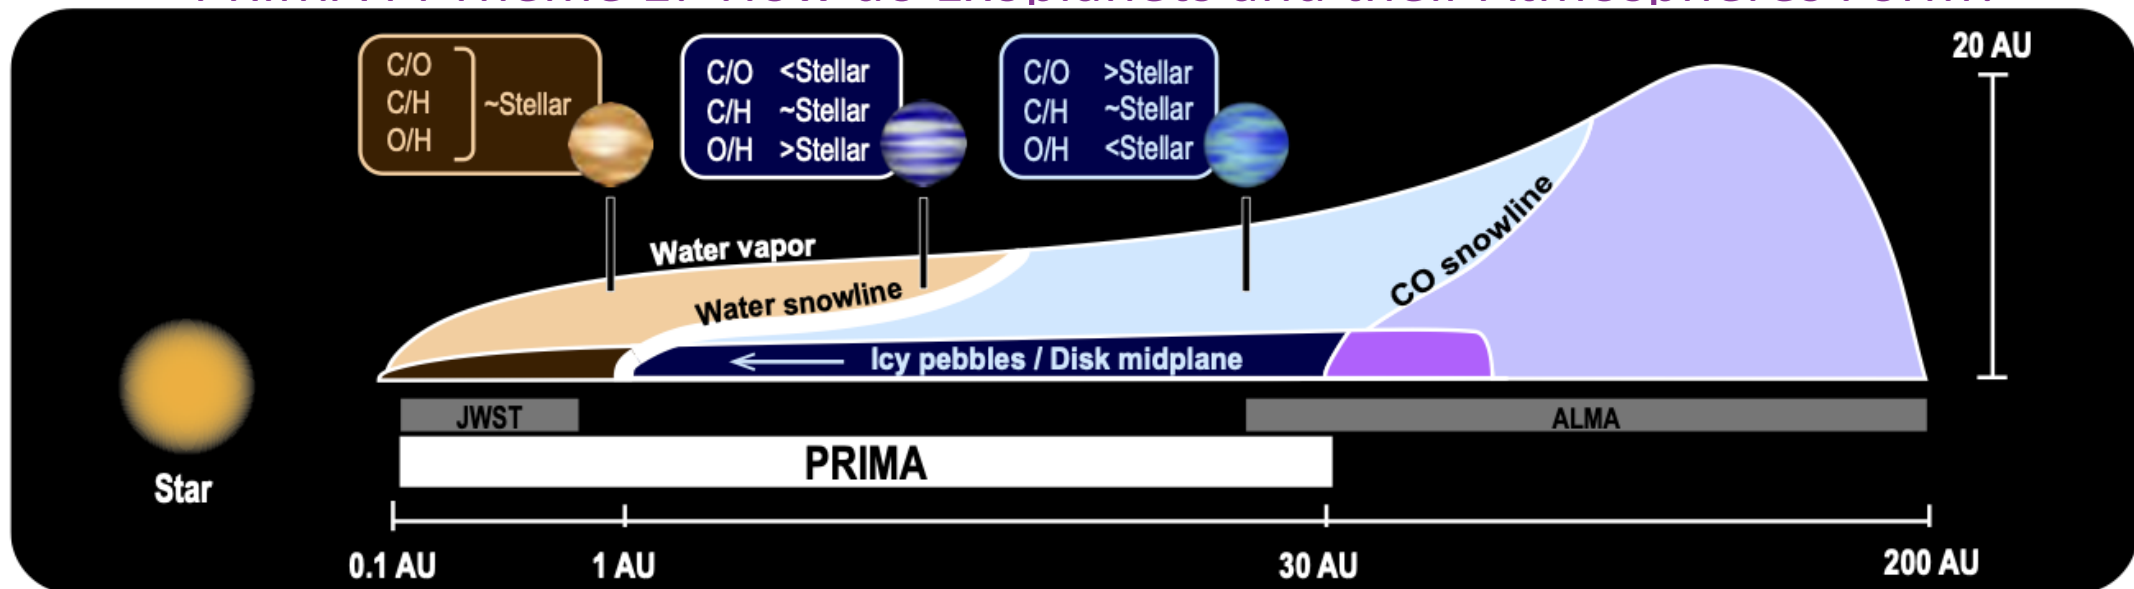 20 AU
C/O
C/H ~Stellar
O/H
C/O <Stellar
C/H ~Stellar
O/H >Stellar
C/O >Stellar
C/H ~Stellar
O/H <Stellar
Water vapor
Water snowline
CO snowline
Icy pebbles / Disk midplane
JWST
ALMA
PRIMA
Star
0.1 AU
1 AU
30 AU
200 AU